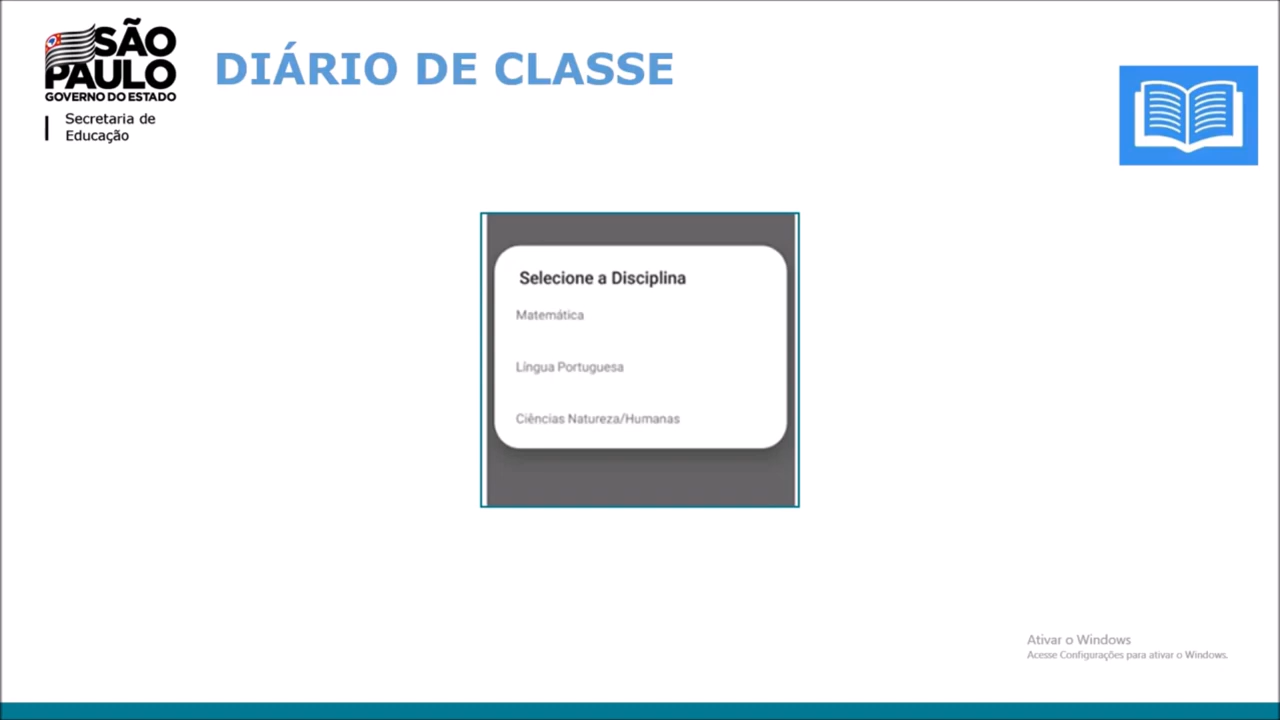 SÃO
PAULO
GOVERNO DO ESTADO
Secretaria de
Educação
DIÁRIO DE CLASSE
Selecione a Disciplina
Matemática
Língua Portuguesa
Ciências Natureza/Humanas
Ativar o Windows
Acesse Configurações para ativar o Windows.